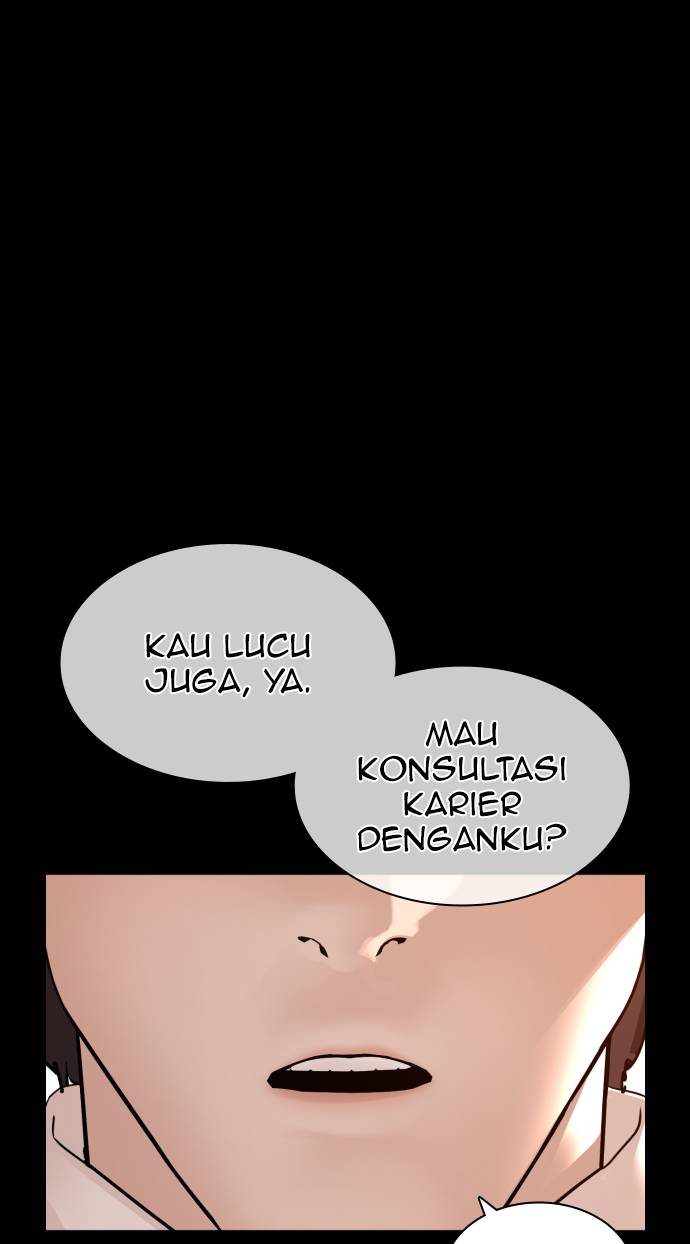 KAU LUCU
JUGA, YA.
MAU
KONSULTASI
KARIER
DENGANKU?